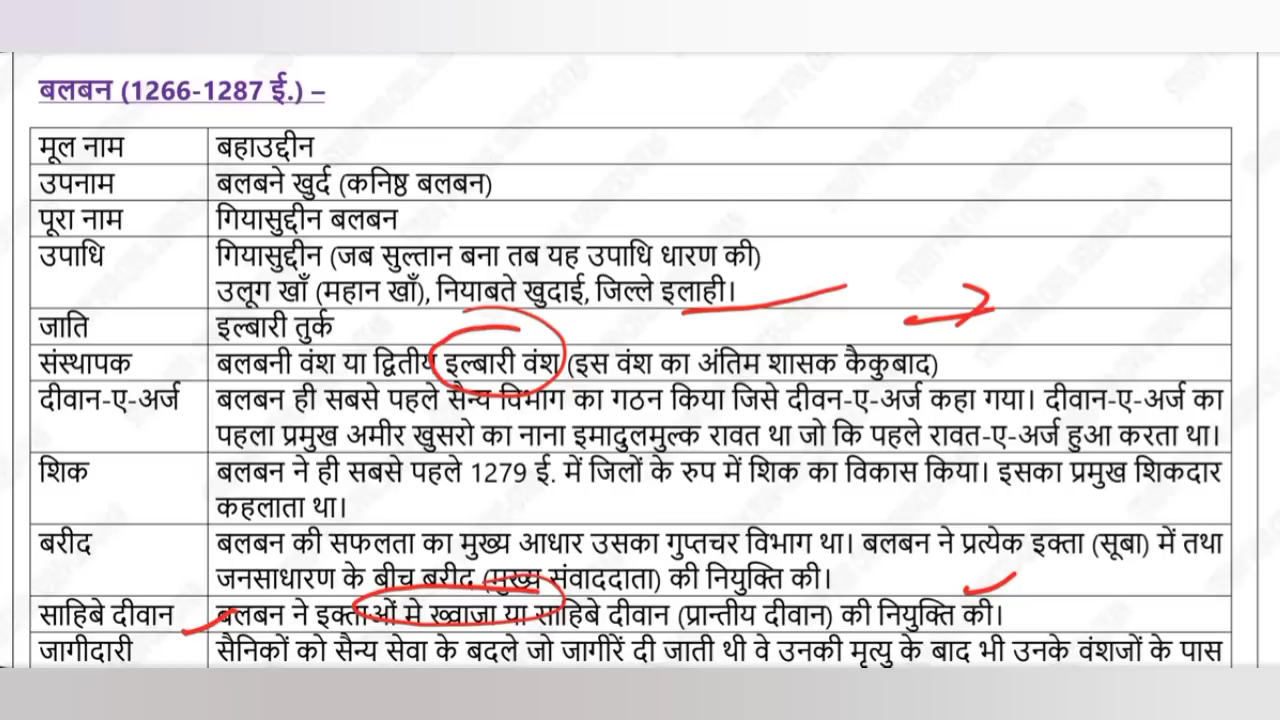 बलबन (1266-1287 ई.) –
मूल नाम बहाउद्दीन
उपनाम बलबने खुर्द (कनिष्ठ बलबन)
पूरा नाम गियासुद्दीन बलबन
उपाधि गियासुद्दीन (जब सुल्तान बना तब यह उपाधि धारण की)
उलूग खाँ (महान खाँ), नियाबते खुदाई, जिल्ले इलाही।
जाति इल्बारी तुर्क
संस्थापक बलबनी वंश या द्वितीय इल्बारी वंश (इस वंश का अंतिम शासक कैकुबाद)
दीवान-ए-अर्ज बलबन ही सबसे पहले सैन्य विभाग का गठन किया जिसे दीवन-ए-अर्ज कहा गया। दीवान-ए-अर्ज का
पहला प्रमुख अमीर खुसरो का नाना इमादुलमुल्क रावत था जो कि पहले रावत-ए-अर्ज हुआ करता था।
शिक बलबन ने ही सबसे पहले 1279 ई. में जिलों के रुप में शिक का विकास किया। इसका प्रमुख शिकदार
कहलाता था।
बरीद बलबन की सफलता का मुख्य आधार उसका गुप्तचर विभाग था। बलबन ने प्रत्येक इक्ता (सूबा) में तथा
जनसाधारण के बीच बरीद (मुख्य संवाददाता) की नियुक्ति की।
साहिबे दीवान बलबन ने इक्ताओं मे ख्वाजा या साहिबे दीवान (प्रान्तीय दीवान) की नियुक्ति की।
जागीदारी सैनिकों को सैन्य सेवा के बदले जो जागीरें दी जाती थी वे उनकी मृत्यु के बाद भी उनके वंशजों के पास